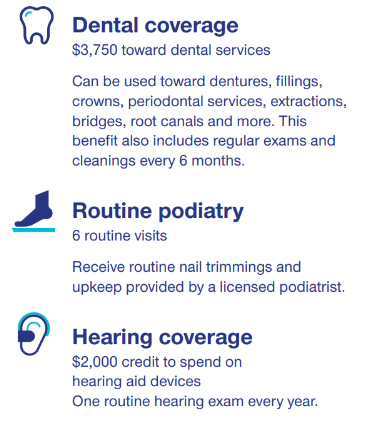 Dental coverage
$3,750 toward dental services
Can be used toward dentures, fillings,
crowns, periodontal services, extractions,
bridges, root canals and more. This
benefit also includes regular exams and
cleanings every 6 months.
Routine podiatry
6 routine visits
Receive routine nail trimmings and
upkeep provided by a licensed podiatrist.
Hearing coverage
$2,000 credit to spend on
hearing aid devices
One routine hearing exam every year.